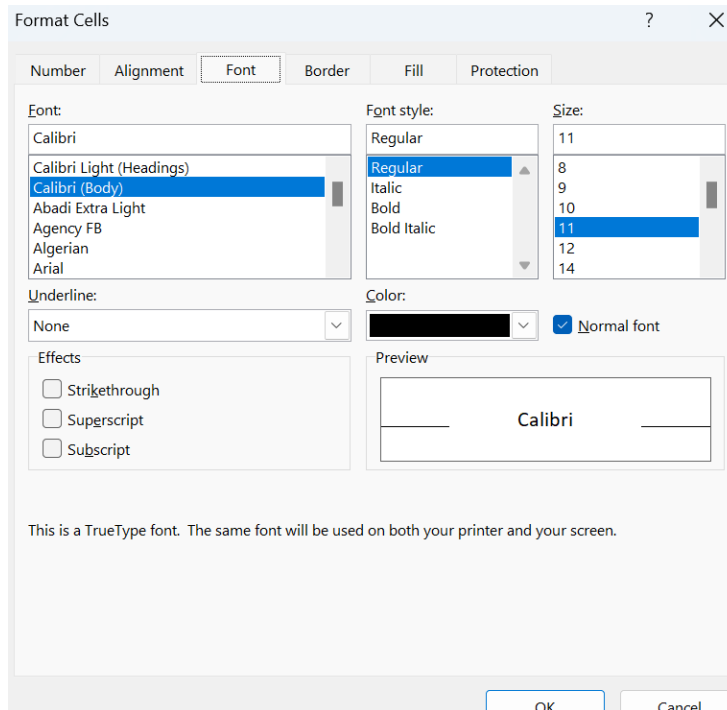 Format Cells ? X
Number Alignment Font Border Fill Protection
Font: Font style: Size:
Calibri Regular 11
Calibri Light (Headings) Regular 8
Calibri (Body) Italic 9
Abadi Extra Light Bold 10
Agency FB Bold Italic 11
Algerian 12
Arial 14
Underline: Color:
None Normal font
Effects Preview
Strikethrough
Superscript Calibri
Subscript
This is a TrueType font. The same font will be used on both your printer and your screen.
OK Cancel